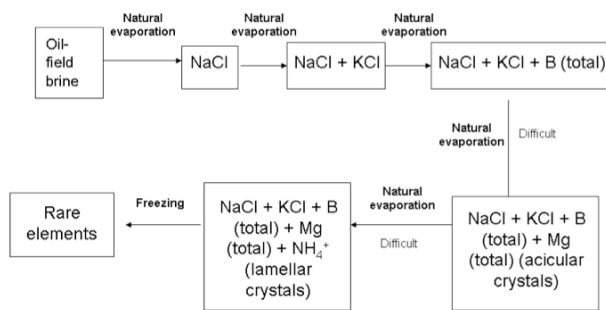 Natural
evaporation
Natural
evaporation
Natural
evaporation
Oil-
field
brine
NaCl
NaCl + KCl
NaCl + KCl + B (total)
Natural
evaporation
Difficult
Rare
elements
Freezing
NaCl + KCl + B
(total) + Mg
(total) + NH₄⁺
(lamellar
crystals)
Natural
evaporation
Difficult
NaCl + KCl + B
(total) + Mg
(total) (acicular
crystals)